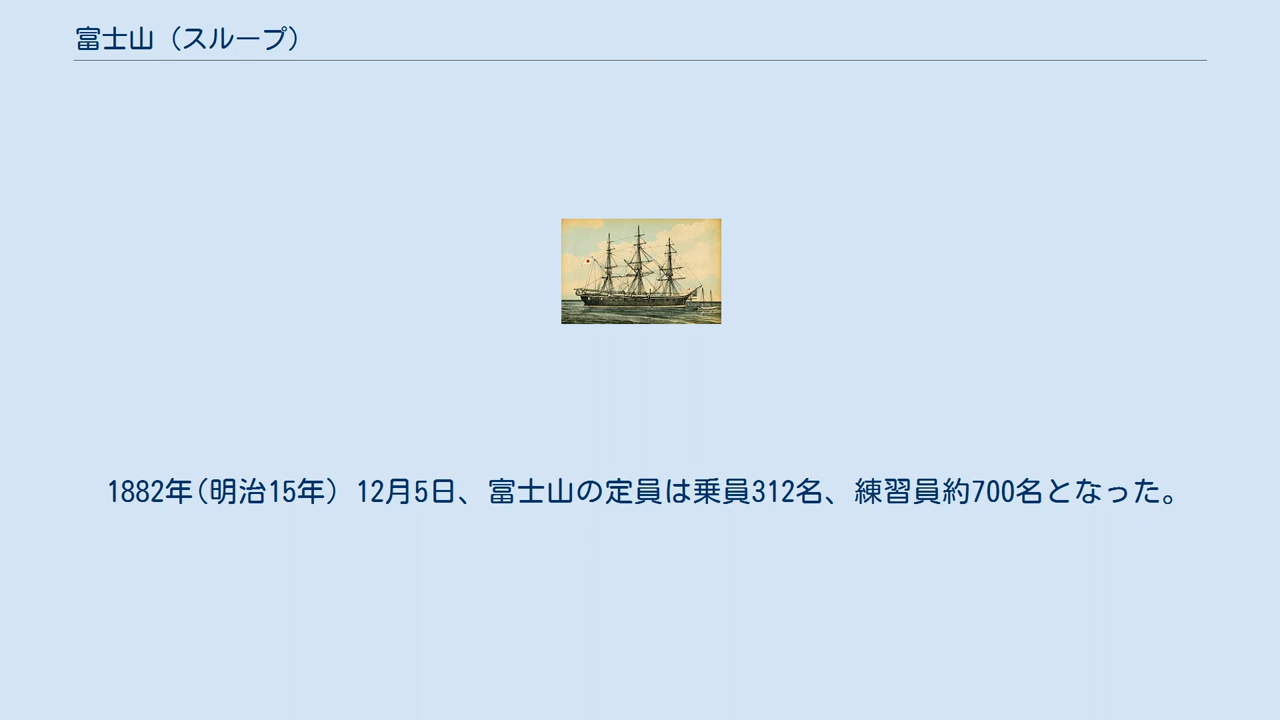 富士山（スループ）
1882年(明治15年) 12月5日、富士山の定員は乗員312名、練習員約700名となった。